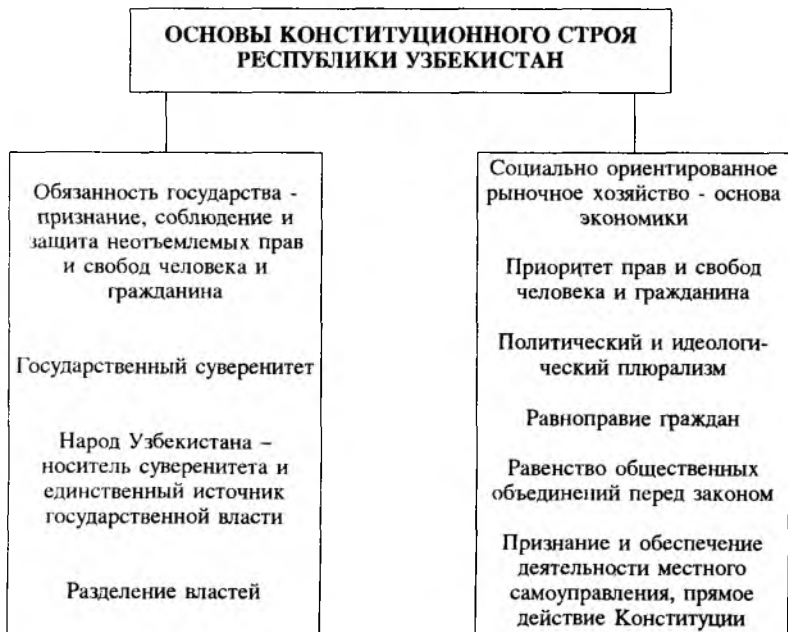 ОСНОВЫ КОНСТИТУЦИОННОГО СТРОЯ
РЕСПУБЛИКИ УЗБЕКИСТАН
Обязанность государства -
признание, соблюдение и
защита неотъемлемых прав
и свобод человека и
гражданина
Государственный суверенитет
Народ Узбекистана –
носитель суверенитета и
единственный источник
государственной власти
Разделение властей
Социально ориентированное
рыночное хозяйство - основа
экономики
Приоритет прав и свобод
человека и гражданина
Политический и идеологи-
ческий плюрализм
Равноправие граждан
Равенство общественных
объединений перед законом
Признание и обеспечение
деятельности местного
самоуправления, прямое
действие Конституции